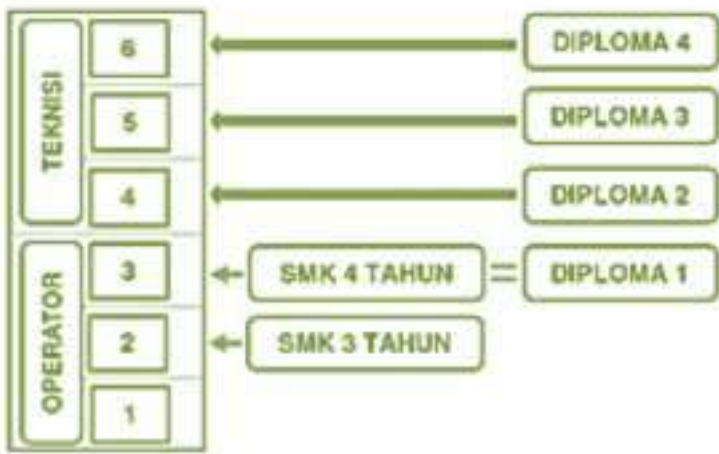 TEKNISI
6
DIPLOMA 4
5
DIPLOMA 3
4
DIPLOMA 2
OPERATOR
3
SMK 4 TAHUN = DIPLOMA 1
2
SMK 3 TAHUN
1